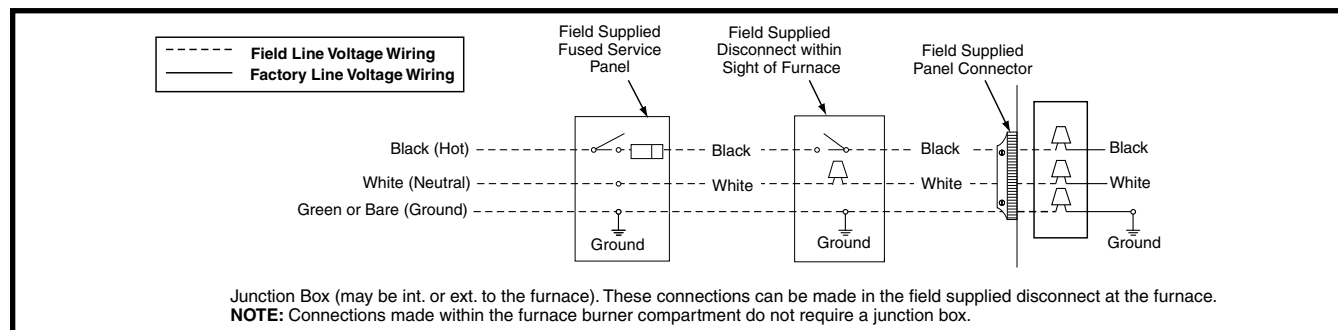 Field Line Voltage Wiring
Factory Line Voltage Wiring
Field Supplied
Fused Service
Panel
Field Supplied
Disconnect within
Sight of Furnace
Field Supplied
Panel Connector
Black (Hot)
Black
Black
Black
White (Neutral)
White
White
White
Green or Bare (Ground)
Ground
Ground
Ground
Junction Box (may be int. or ext. to the furnace). These connections can be made in the field supplied disconnect at the furnace.
NOTE: Connections made within the furnace burner compartment do not require a junction box.